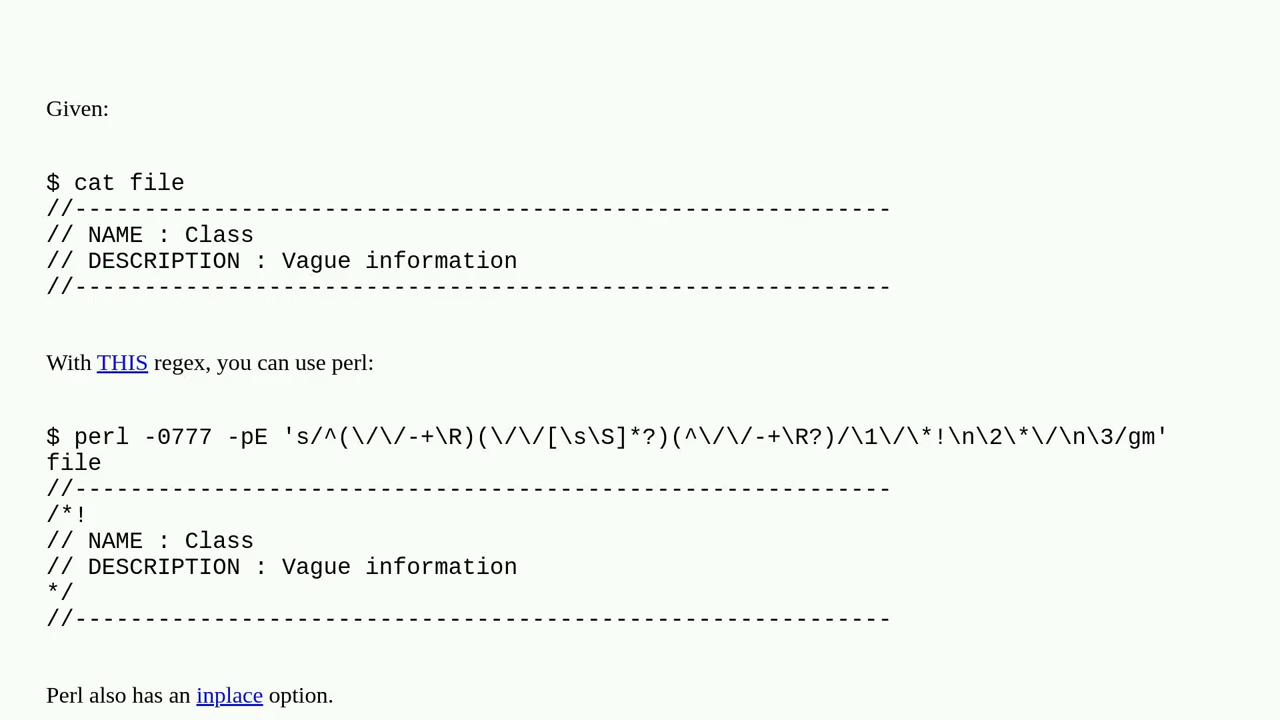 Given:
$ cat file
//-----------------------------------------------------------
// NAME : Class
// DESCRIPTION : Vague information
//-----------------------------------------------------------
With THIS regex, you can use perl:
$ perl -0777 -pE 's/^(\/\/-+\R)(\/\/[\s\S]*?)(^\/\/-+\R?)/\1\/\*!\n\2\*\/\n\3/gm'
file
//-----------------------------------------------------------
/*!
// NAME : Class
// DESCRIPTION : Vague information
*/
//-----------------------------------------------------------
Perl also has an inplace option.